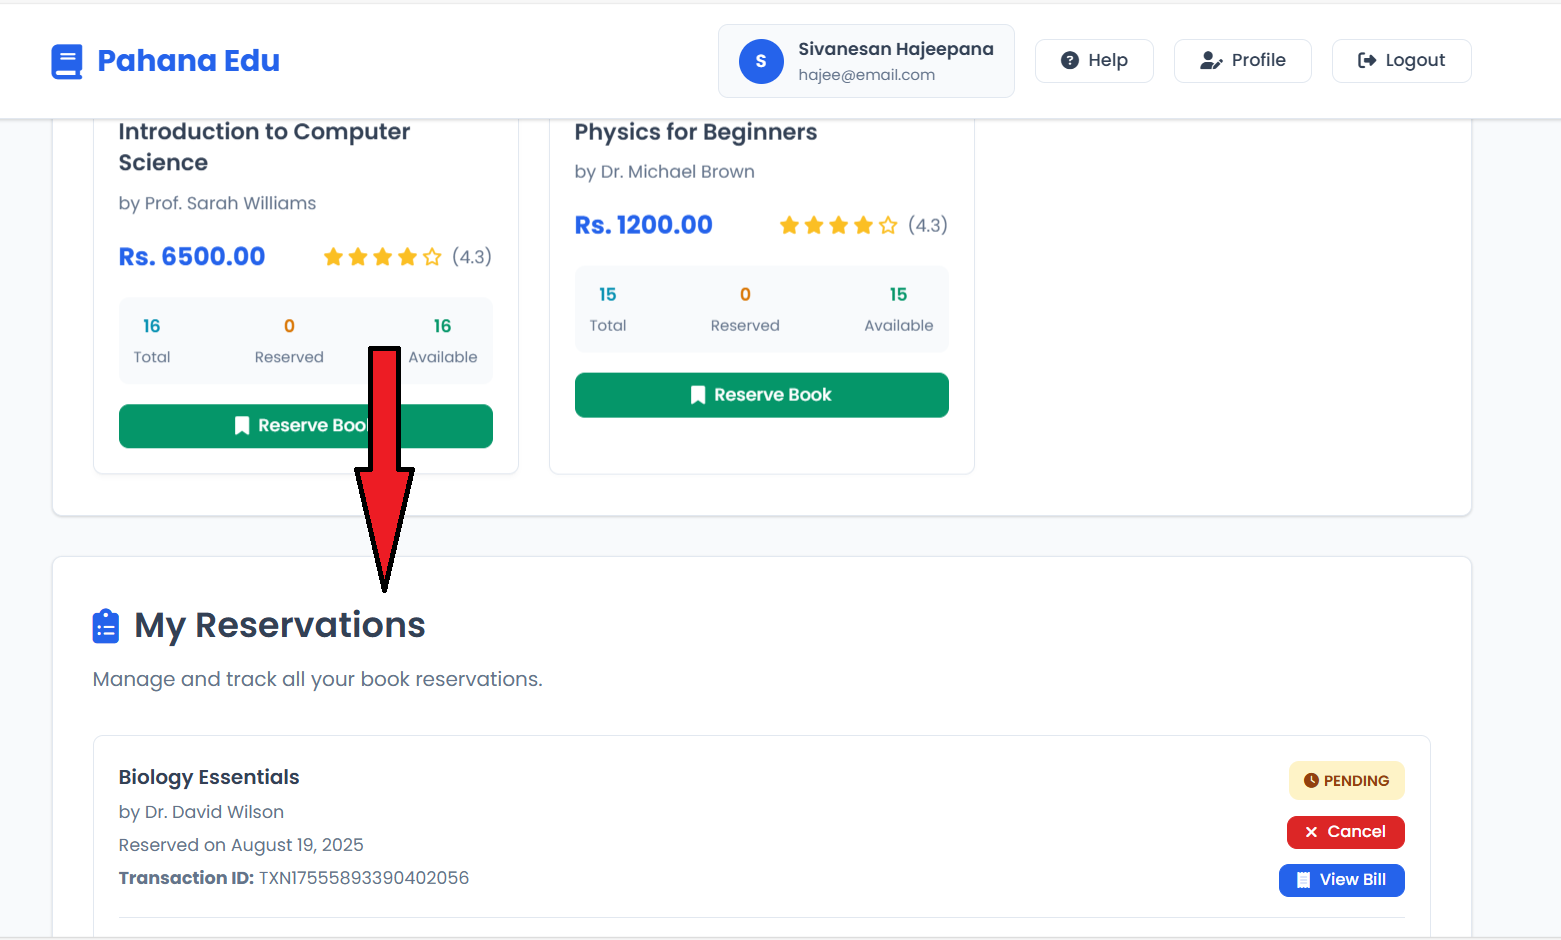 Pahana Edu
S
Sivanesan Hajeepana
hajee@email.com
Help
Profile
Logout
Introduction to Computer
Science
by Prof. Sarah Williams
Rs. 6500.00
(4.3)
16
0
16
Total
Reserved
Available
Reserve Book
Physics for Beginners
by Dr. Michael Brown
Rs. 1200.00
(4.3)
15
0
15
Total
Reserved
Available
Reserve Book
My Reservations
Manage and track all your book reservations.
Biology Essentials
by Dr. David Wilson
Reserved on August 19, 2025
Transaction ID: TXN17555893390402056
PENDING
Cancel
View Bill